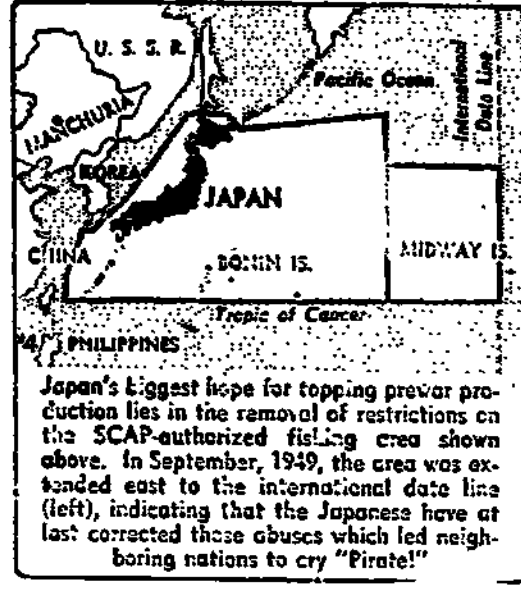 U. S. S. R.
Pacific Ocean
International
Date Line
MANCHURIA
KOREA
JAPAN
CHINA
BONIN IS.
MIDWAY IS.
Tropic of Cancer
PHILIPPINES
Japan's biggest hope for topping prewar pro-
duction lies in the removal of restrictions on
the SCAP-authorized fishing area shown
above. In September, 1949, the area was ex-
tended east to the international date line
(left), indicating that the Japanese have at
last corrected those abuses which led neigh-
boring nations to cry "Pirate!"